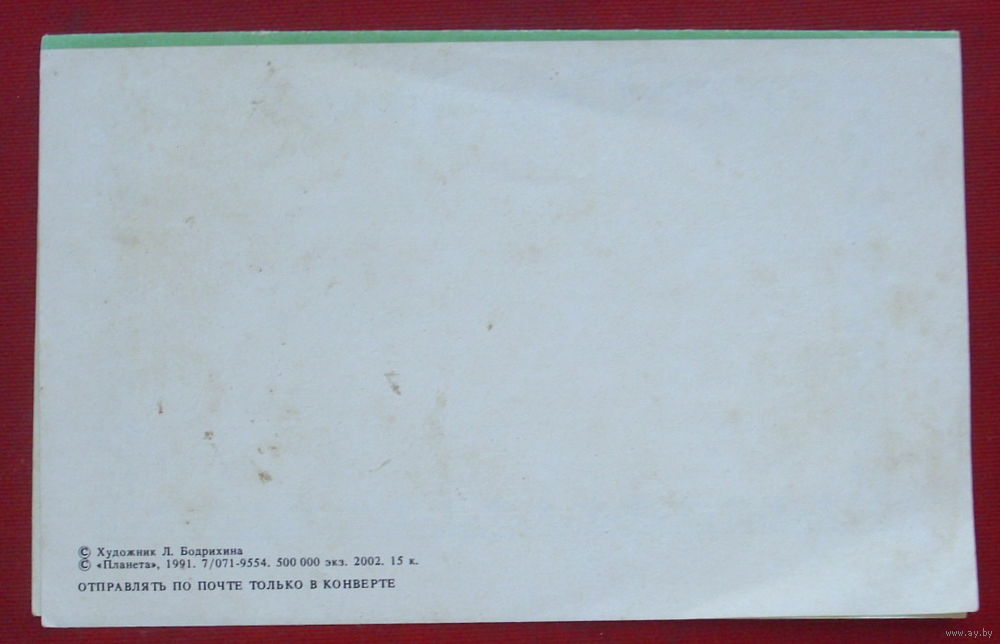 © Художник Л. Бодрихина
© «Планета», 1991. 7/071-9554. 500 000 экз. 2002. 15 к.
ОТПРАВЛЯТЬ ПО ПОЧТЕ ТОЛЬКО В КОНВЕРТЕ
www.ay.by